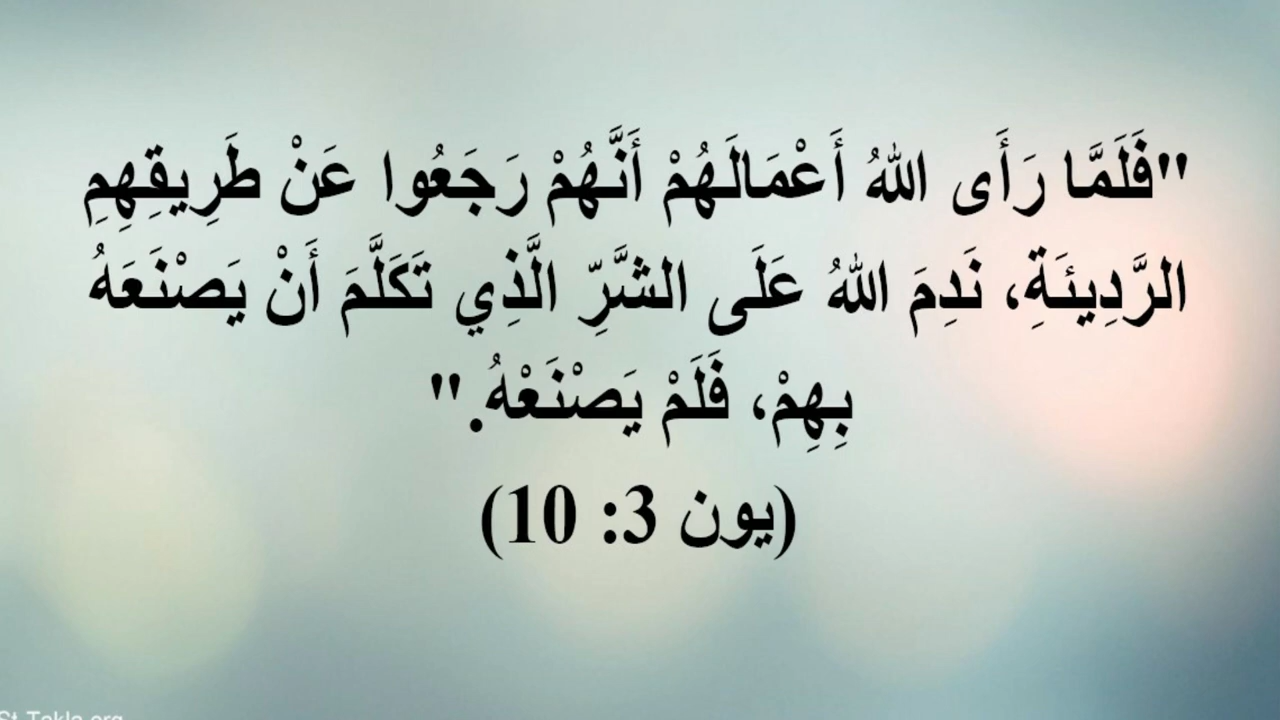 "فَلَمَّا رَأَى اللهُ أَعْمَالَهُمْ أَنَّهُمْ رَجَعُوا عَنْ طَرِيقِهِمِ
الرَّدِيئَةِ، نَدِمَ اللهُ عَلَى الشَّرِّ الَّذِي تَكَلَّمَ أَنْ يَصْنَعَهُ
بِهِمْ، فَلَمْ يَصْنَعْهُ."
(يون 3: 10)
St-Takla.org